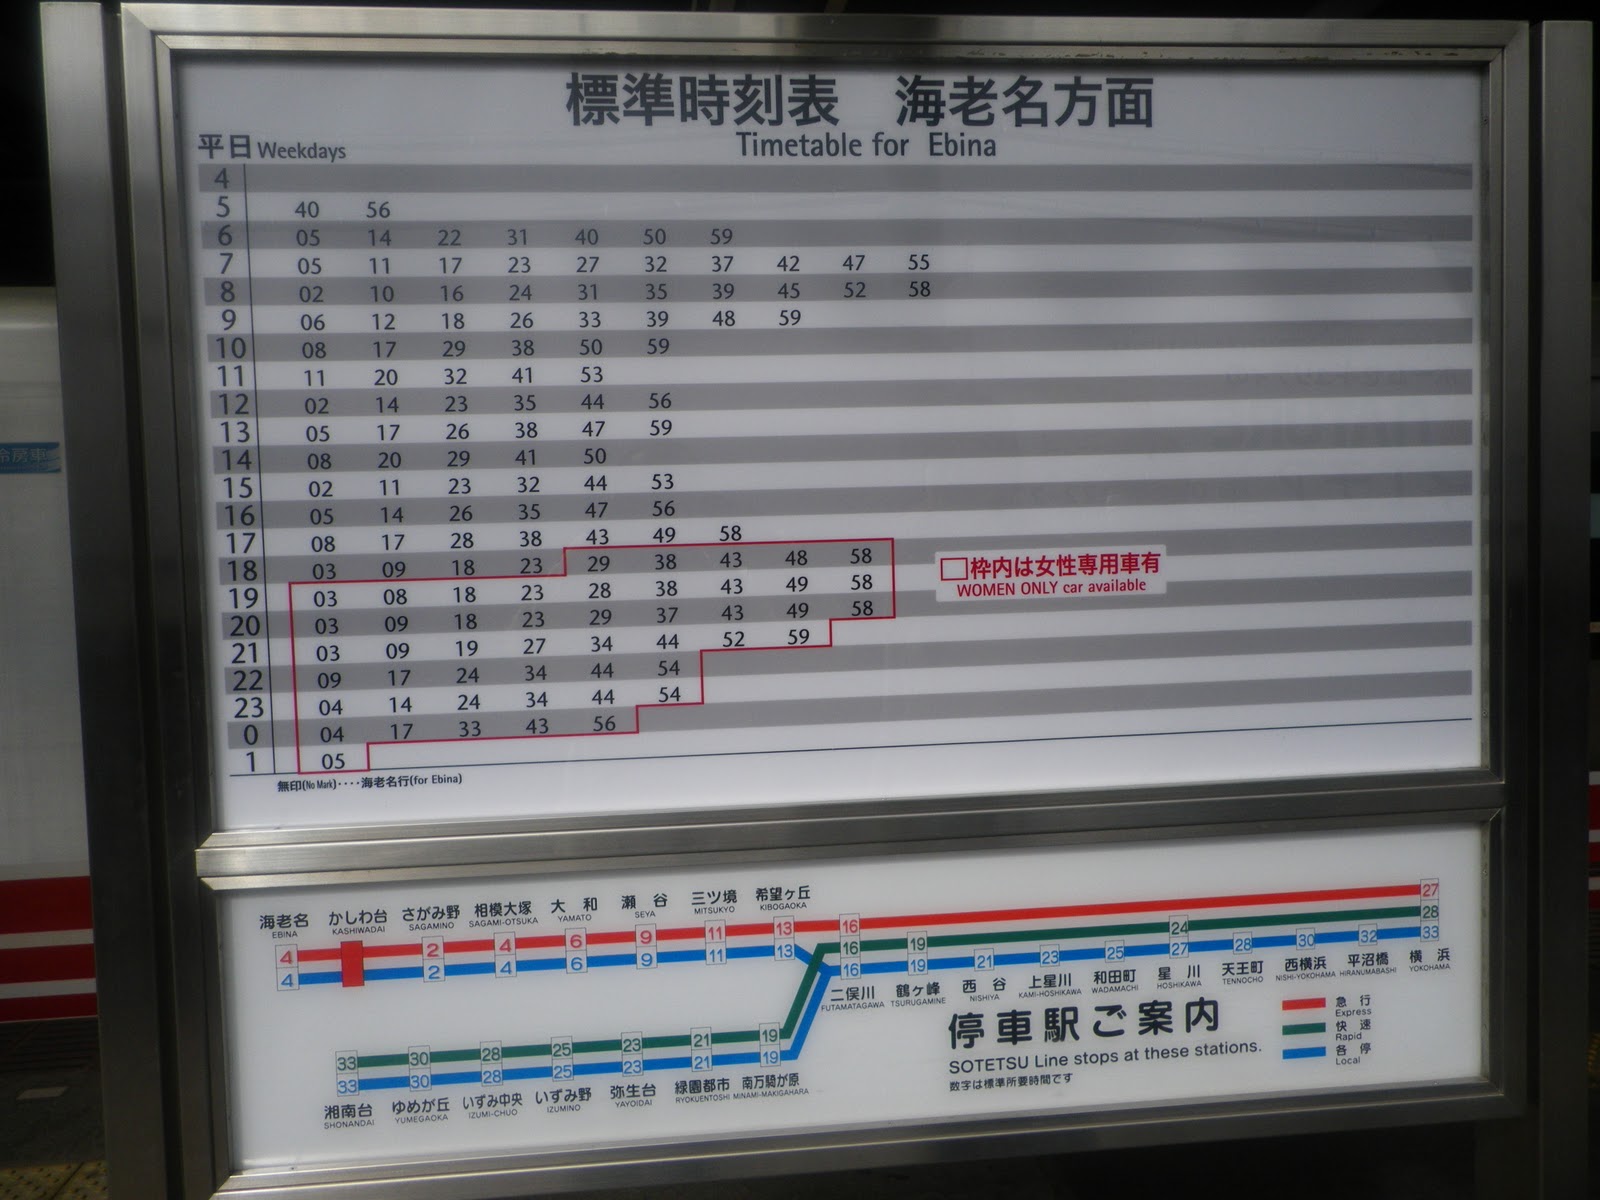 標準時刻表　海老名方面
Timetable for Ebina
平日 Weekdays
4
5 40 56
6 05 14 22 31 40 50 59
7 05 11 17 23 27 32 37 42 47 55
8 02 10 16 24 31 35 39 45 52 58
9 06 12 18 26 33 39 48 59
10 08 17 29 38 50 59
11 11 20 32 41 53
12 02 14 23 35 44 56
13 05 17 26 38 47 59
14 08 20 29 41 50
15 02 11 23 32 44 53
16 05 14 26 35 47 56
17 08 17 28 38 43 49 58
18 03 09 18 23 29 38 43 48 58
19 03 08 18 23 28 38 43 49 58
20 03 09 18 23 29 37 43 49 58
21 03 09 19 27 34 44 52 59
22 09 17 24 34 44 54
23 04 14 24 34 44 54
0 04 17 33 43 56
1 05
枠内は女性専用車有
WOMEN ONLY car available
無印(No Mark)････海老名行(for Ebina)
冷房車
海老名 かしわ台 さがみ野 相模大塚 大和 瀬谷 三ツ境 希望ヶ丘
EBINA KASHIWADAI SAGAMINO SAGAMI-OTSUKA YAMATO SEYA MITSUKYO KIBOGAOKA
4 2 4 6 9 11 13 16 27
16 19 24 28
4 2 4 6 9 11 13 16 19 21 23 25 27 28 30 32 33
二俣川 鶴ヶ峰 西谷 上星川 和田町 星川 天王町 西横浜 平沼橋 横浜
FUTAMATAGAWA TSURUGAMINE NISHIYA KAMI-HOSHIKAWA WADAMACHI HOSHIKAWA TENNOCHO NISHI-YOKOHAMA HIRANUMABASHI YOKOHAMA
33 30 28 25 23 21 19
33 30 28 25 23 21 19
湘南台 ゆめが丘 いずみ中央 いずみ野 弥生台 緑園都市 南万騎が原
SHONANDAI YUMEGAOKA IZUMI-CHUO IZUMINO YAYOIDAI RYOKUENTOSHI MINAMI-MAKIGAHARA
停車駅ご案内
SOTETSU Line stops at these stations.
数字は標準所要時間です
急行
Express
快速
Rapid
各停
Local